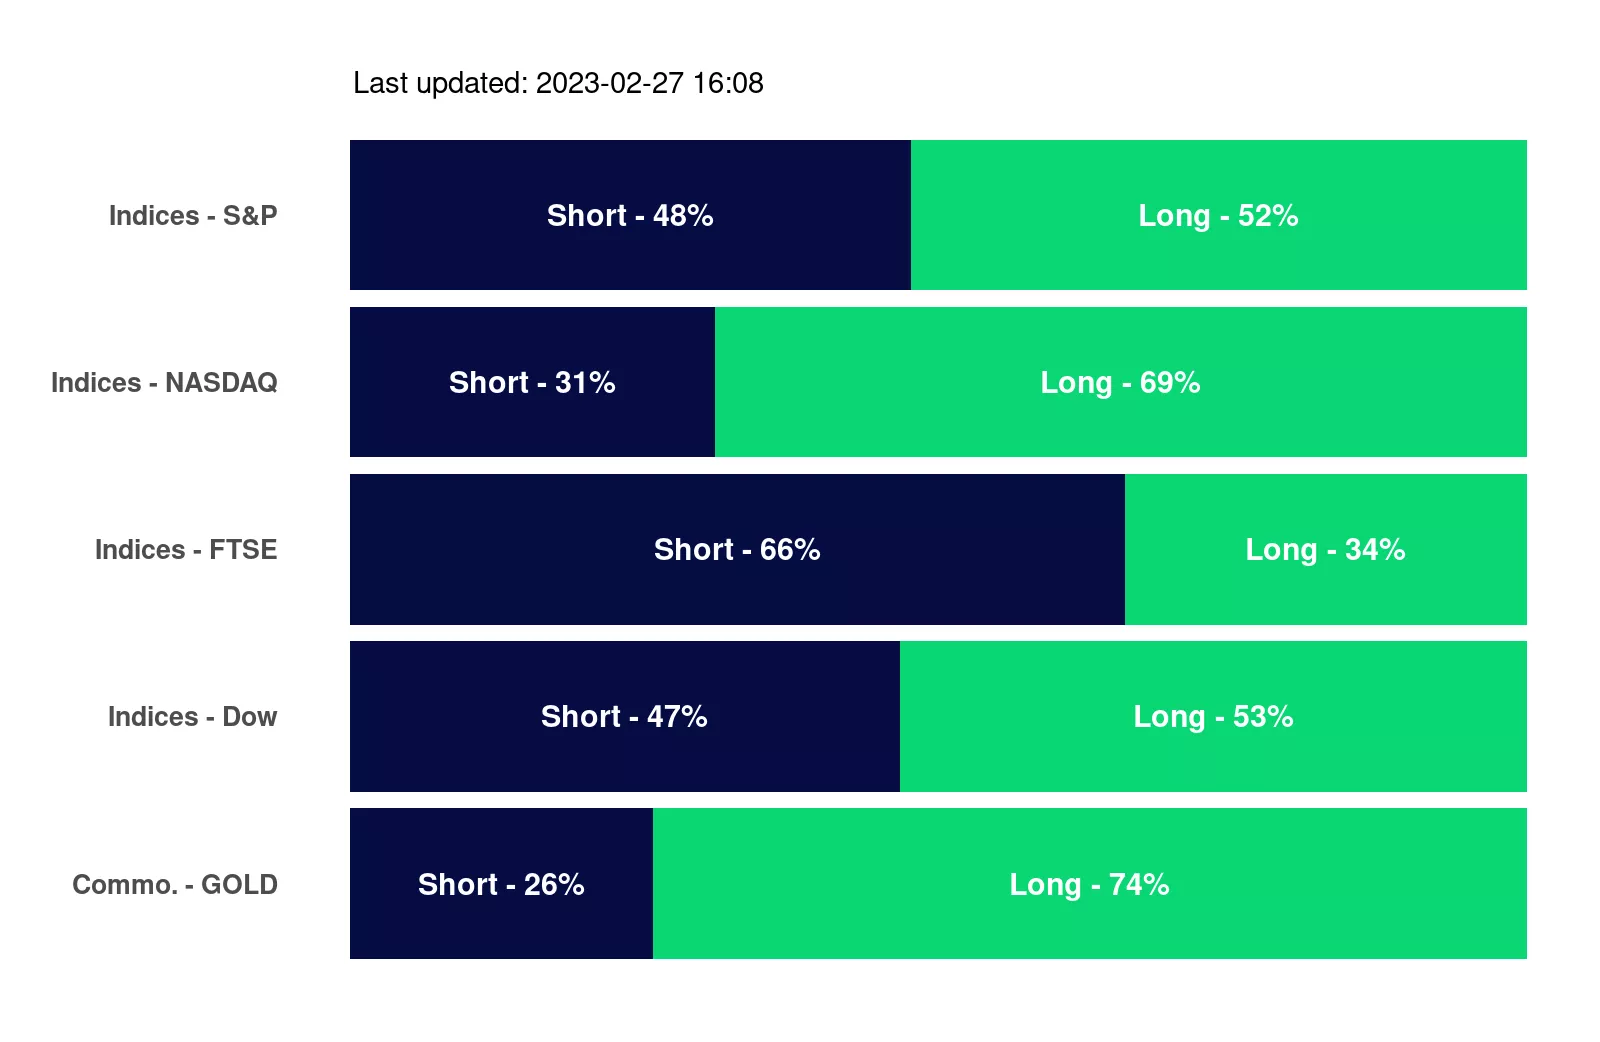 Last updated: 2023-02-27 16:08
Indices - S&P Short - 48% Long - 52%
Indices - NASDAQ Short - 31% Long - 69%
Indices - FTSE Short - 66% Long - 34%
Indices - Dow Short - 47% Long - 53%
Commo. - GOLD Short - 26% Long - 74%